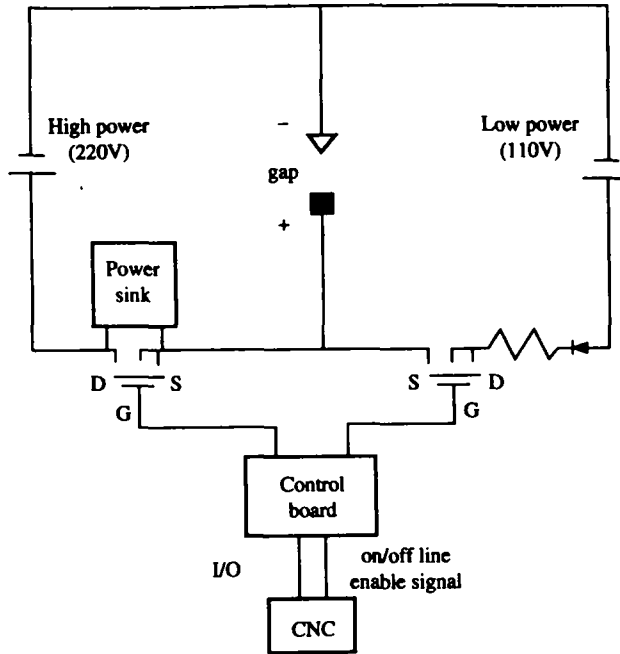 High power
(220V)
−
gap
+
Low power
(110V)
Power
sink
D
S
G
S
D
G
Control
board
I/O
on/off line
enable signal
CNC